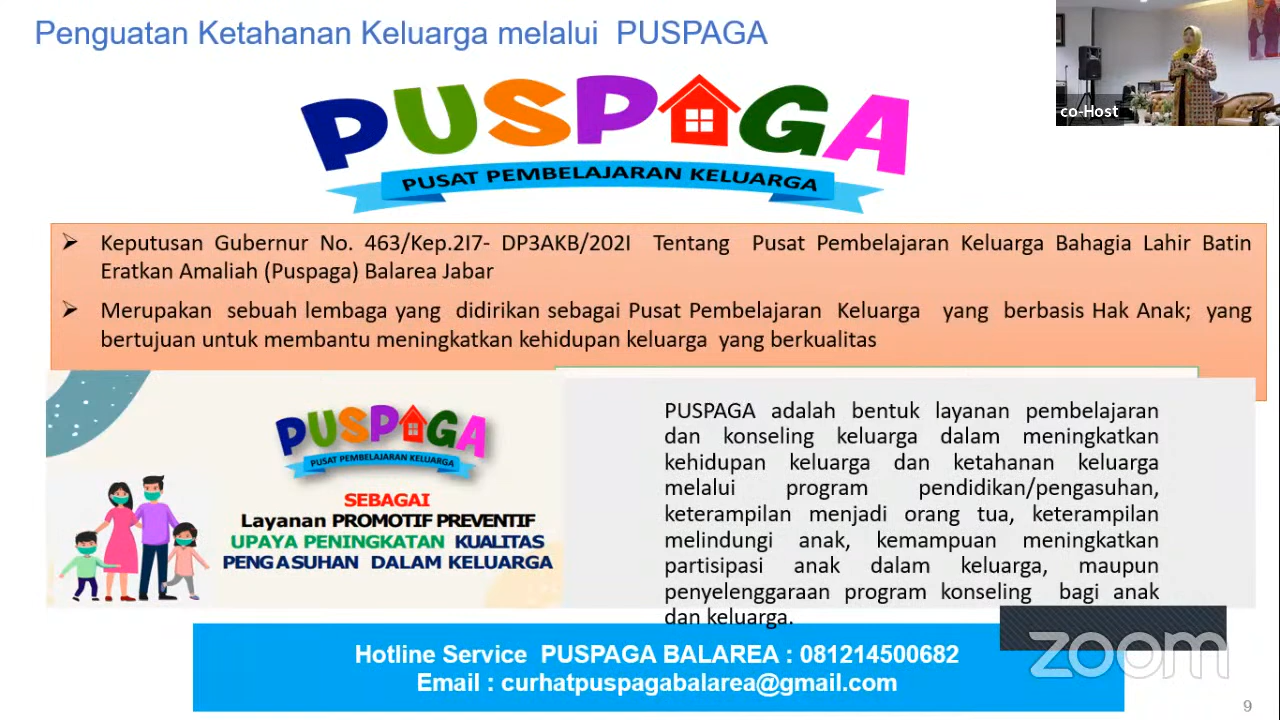 Penguatan Ketahanan Keluarga melalui PUSPAGA
co-Host
PUSPAGA
PUSAT PEMBELAJARAN KELUARGA
➢ Keputusan Gubernur No. 463/Kep.2I7- DP3AKB/202I Tentang Pusat Pembelajaran Keluarga Bahagia Lahir Batin
Eratkan Amaliah (Puspaga) Balarea Jabar
➢ Merupakan sebuah lembaga yang didirikan sebagai Pusat Pembelajaran Keluarga yang berbasis Hak Anak; yang
bertujuan untuk membantu meningkatkan kehidupan keluarga yang berkualitas
PUSPAGA
PUSAT PEMBELAJARAN KELUARGA
SEBAGAI
Layanan PROMOTIF PREVENTIF
UPAYA PENINGKATAN KUALITAS
PENGASUHAN DALAM KELUARGA
PUSPAGA adalah bentuk layanan pembelajaran
dan konseling keluarga dalam meningkatkan
kehidupan keluarga dan ketahanan keluarga
melalui program pendidikan/pengasuhan,
keterampilan menjadi orang tua, keterampilan
melindungi anak, kemampuan meningkatkan
partisipasi anak dalam keluarga, maupun
penyelenggaraan program konseling bagi anak
dan keluarga.
zoom
Hotline Service PUSPAGA BALAREA : 081214500682
Email : curhatpuspagabalarea@gmail.com
9